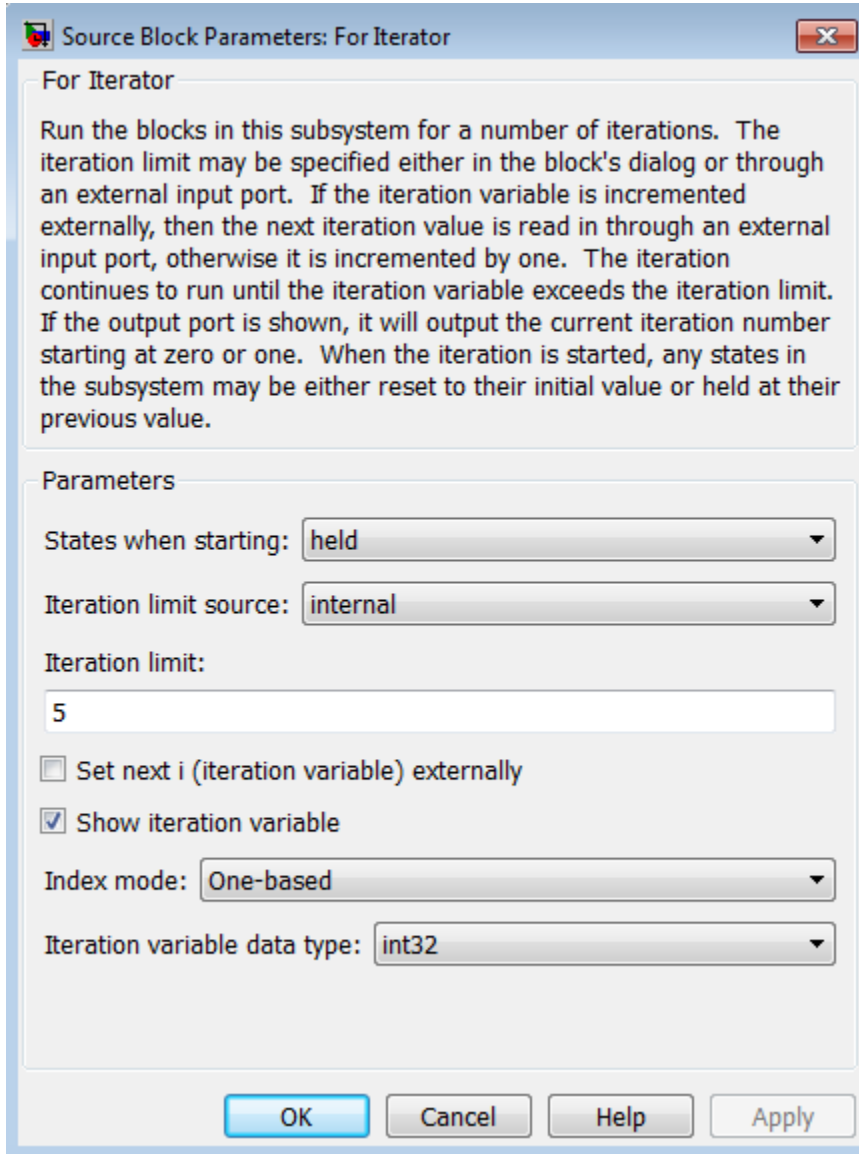 Source Block Parameters: For Iterator
For Iterator
Run the blocks in this subsystem for a number of iterations.  The
iteration limit may be specified either in the block's dialog or through
an external input port.  If the iteration variable is incremented
externally, then the next iteration value is read in through an external
input port, otherwise it is incremented by one.  The iteration
continues to run until the iteration variable exceeds the iteration limit.
If the output port is shown, it will output the current iteration number
starting at zero or one.  When the iteration is started, any states in
the subsystem may be either reset to their initial value or held at their
previous value.
Parameters
States when starting: held
Iteration limit source: internal
Iteration limit:
5
Set next i (iteration variable) externally
Show iteration variable
Index mode: One-based
Iteration variable data type: int32
OK Cancel Help Apply